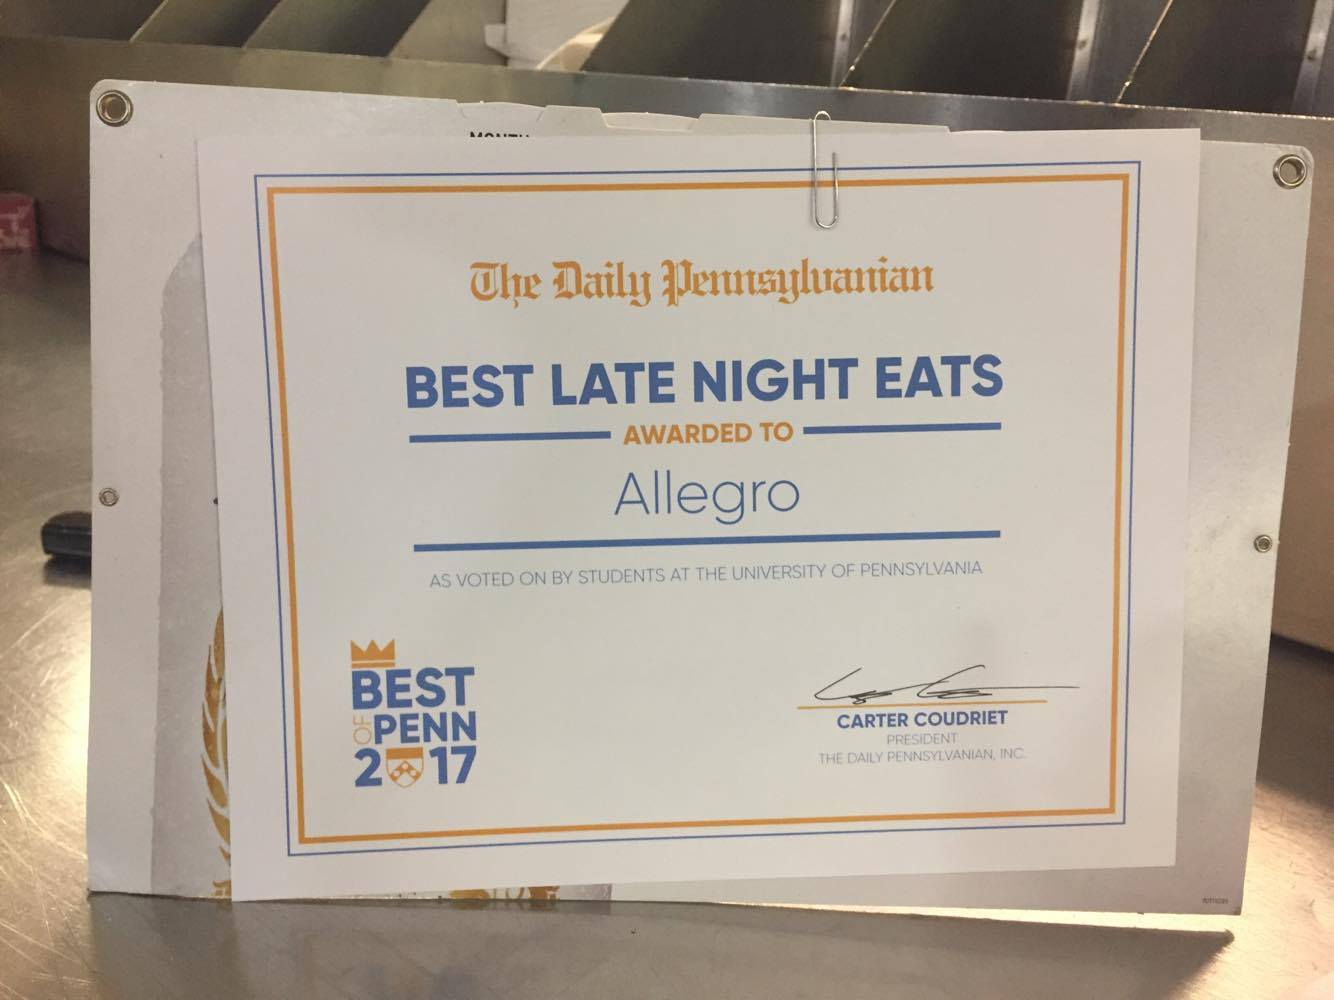 The Daily Pennsylvanian
BEST LATE NIGHT EATS
AWARDED TO
Allegro
AS VOTED ON BY STUDENTS AT THE UNIVERSITY OF PENNSYLVANIA
BEST
OF PENN
2017
CARTER COUDRIET
PRESIDENT
THE DAILY PENNSYLVANIAN, INC.